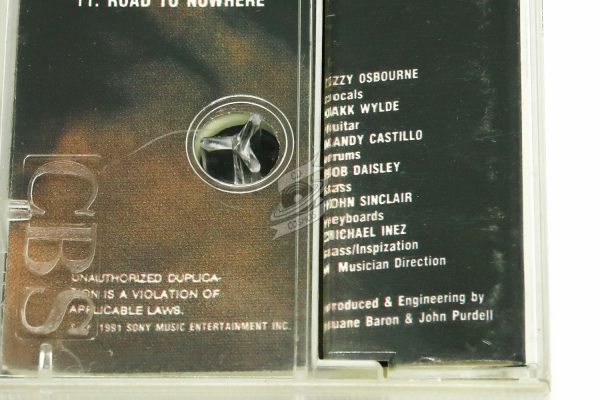 11. ROAD TO NOWHERE
CBS
UNAUTHORIZED DUPLICA-
TION IS A VIOLATION OF
APPLICABLE LAWS.
1991 SONY MUSIC ENTERTAINMENT INC.
ZZY OSBOURNE
ocals
AKK WYLDE
uitar
ANDY CASTILLO
rums
OB DAISLEY
ass
OHN SINCLAIR
eyboards
ICHAEL INEZ
ass/Inspization
Musician Direction
roduced & Engineering by
uane Baron & John Purdell